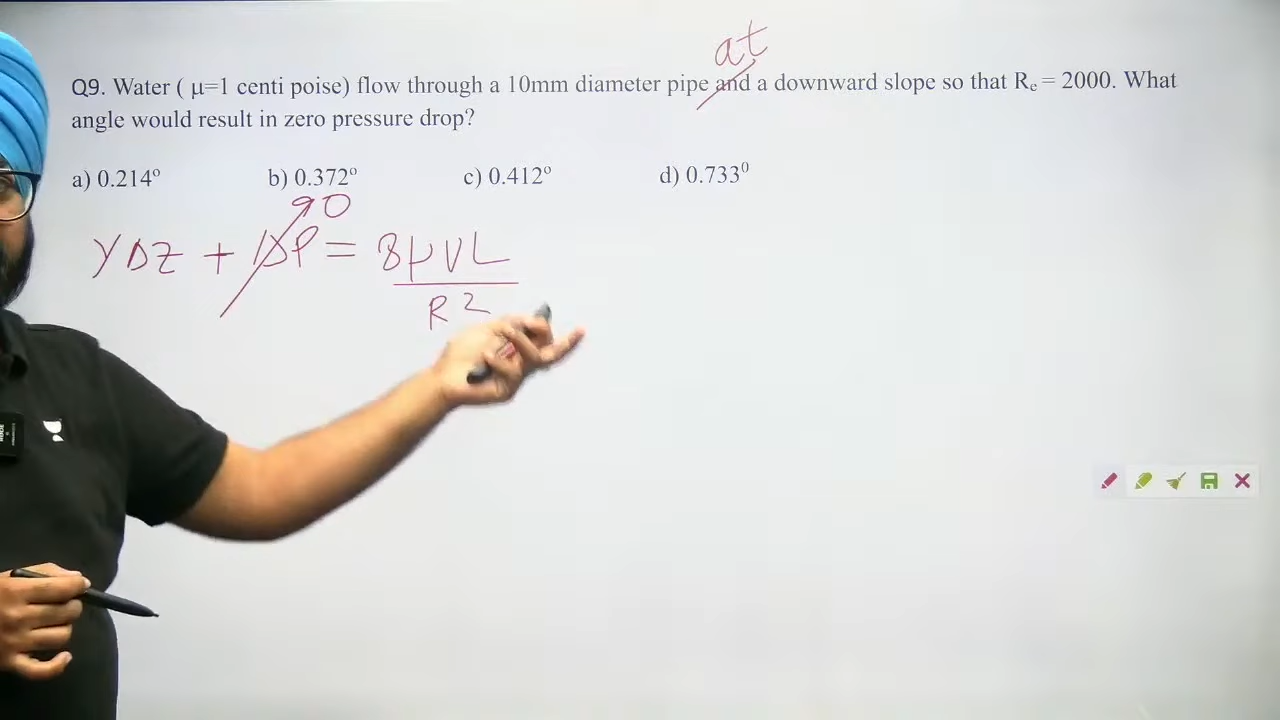 at
Q9. Water ( μ=1 centi poise) flow through a 10mm diameter pipe and a downward slope so that Rₑ = 2000. What
angle would result in zero pressure drop?
a) 0.214° b) 0.372° c) 0.412° d) 0.733⁰
γΔZ + ΔP = 8μVL / R²
0